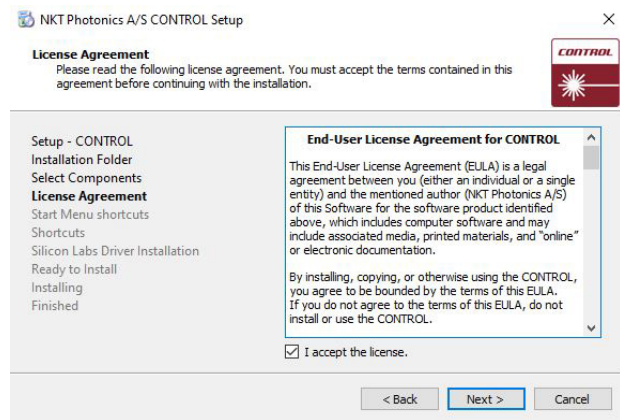 NKT Photonics A/S CONTROL Setup
License Agreement
Please read the following license agreement. You must accept the terms contained in this
agreement before continuing with the installation.
CONTROL
Setup - CONTROL
Installation Folder
Select Components
License Agreement
Start Menu shortcuts
Shortcuts
Silicon Labs Driver Installation
Ready to Install
Installing
Finished
End-User License Agreement for CONTROL
This End-User License Agreement (EULA) is a legal
agreement between you (either an individual or a single
entity) and the mentioned author (NKT Photonics A/S)
of this Software for the software product identified
above, which includes computer software and may
include associated media, printed materials, and “online”
or electronic documentation.
By installing, copying, or otherwise using the CONTROL,
you agree to be bounded by the terms of this EULA.
If you do not agree to the terms of this EULA, do not
install or use the CONTROL.
I accept the license.
< Back
Next >
Cancel